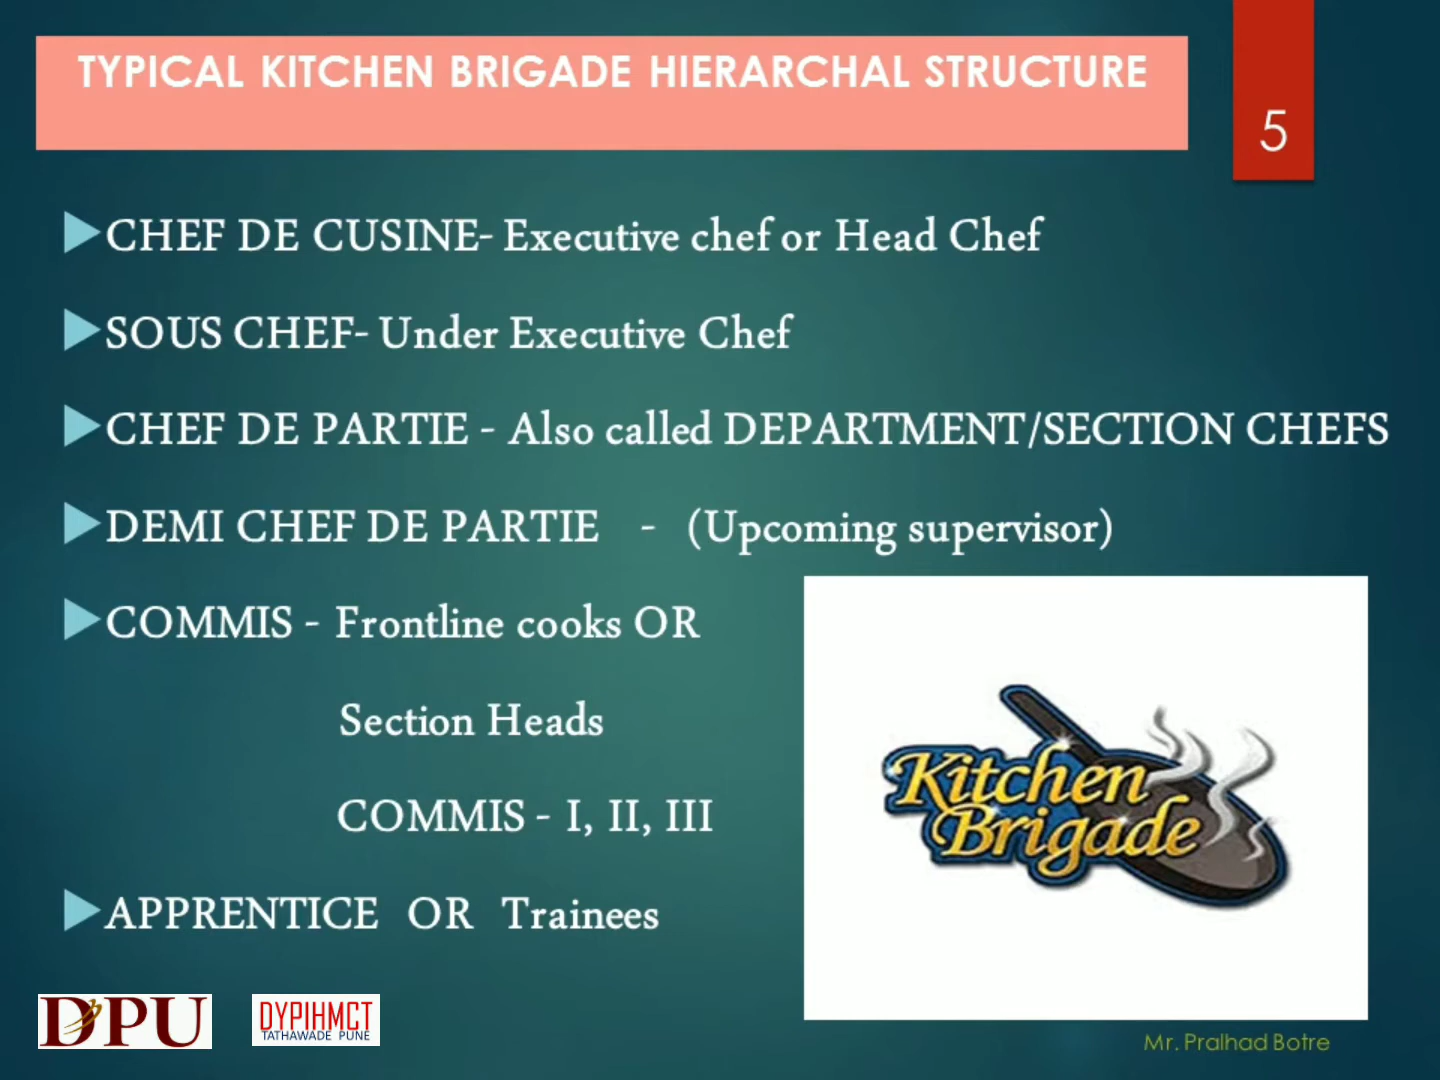 TYPICAL KITCHEN BRIGADE HIERARCHAL STRUCTURE
5
CHEF DE CUSINE- Executive chef or Head Chef
SOUS CHEF- Under Executive Chef
CHEF DE PARTIE - Also called DEPARTMENT/SECTION CHEFS
DEMI CHEF DE PARTIE - (Upcoming supervisor)
COMMIS - Frontline cooks OR
Section Heads
COMMIS - I, II, III
APPRENTICE OR Trainees
Kitchen
Brigade
DPU
DYPIHMCT
TATHAWADE PUNE
Mr. Pralhad Botre